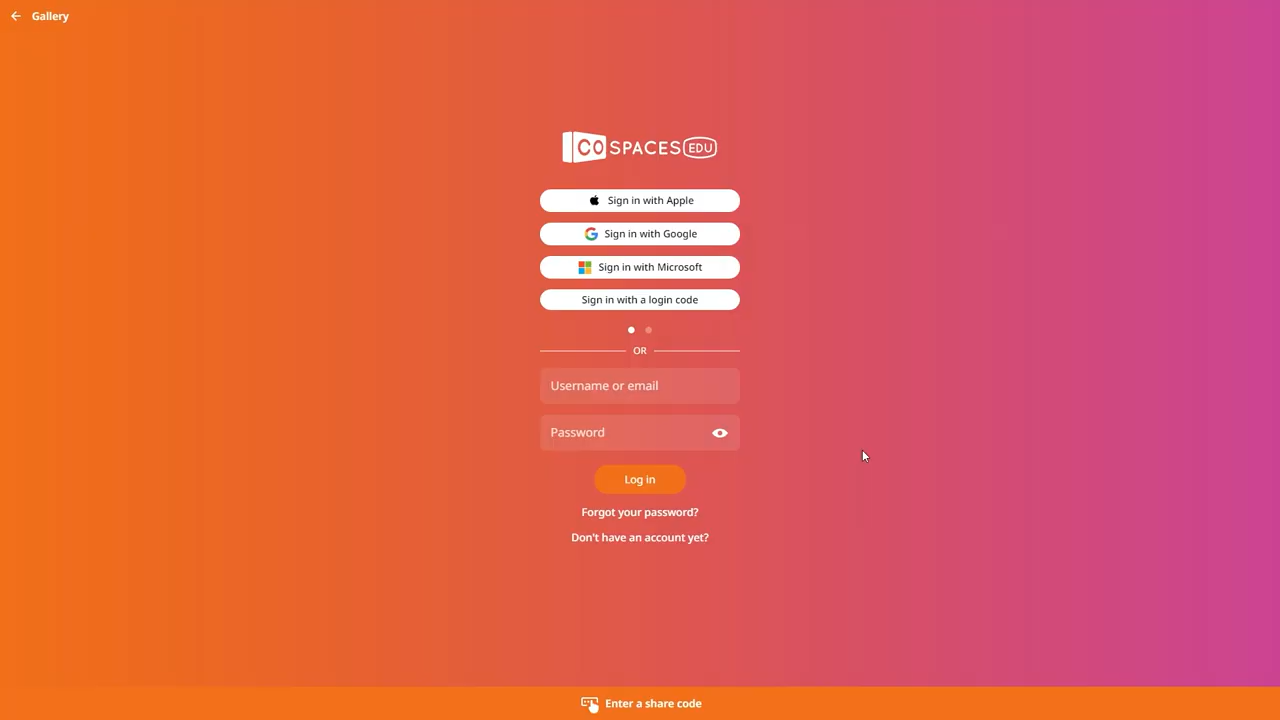 Gallery
CO SPACES EDU
Sign in with Apple
Sign in with Google
Sign in with Microsoft
Sign in with a login code
OR
Username or email
Password
Log in
Forgot your password?
Don't have an account yet?
Enter a share code